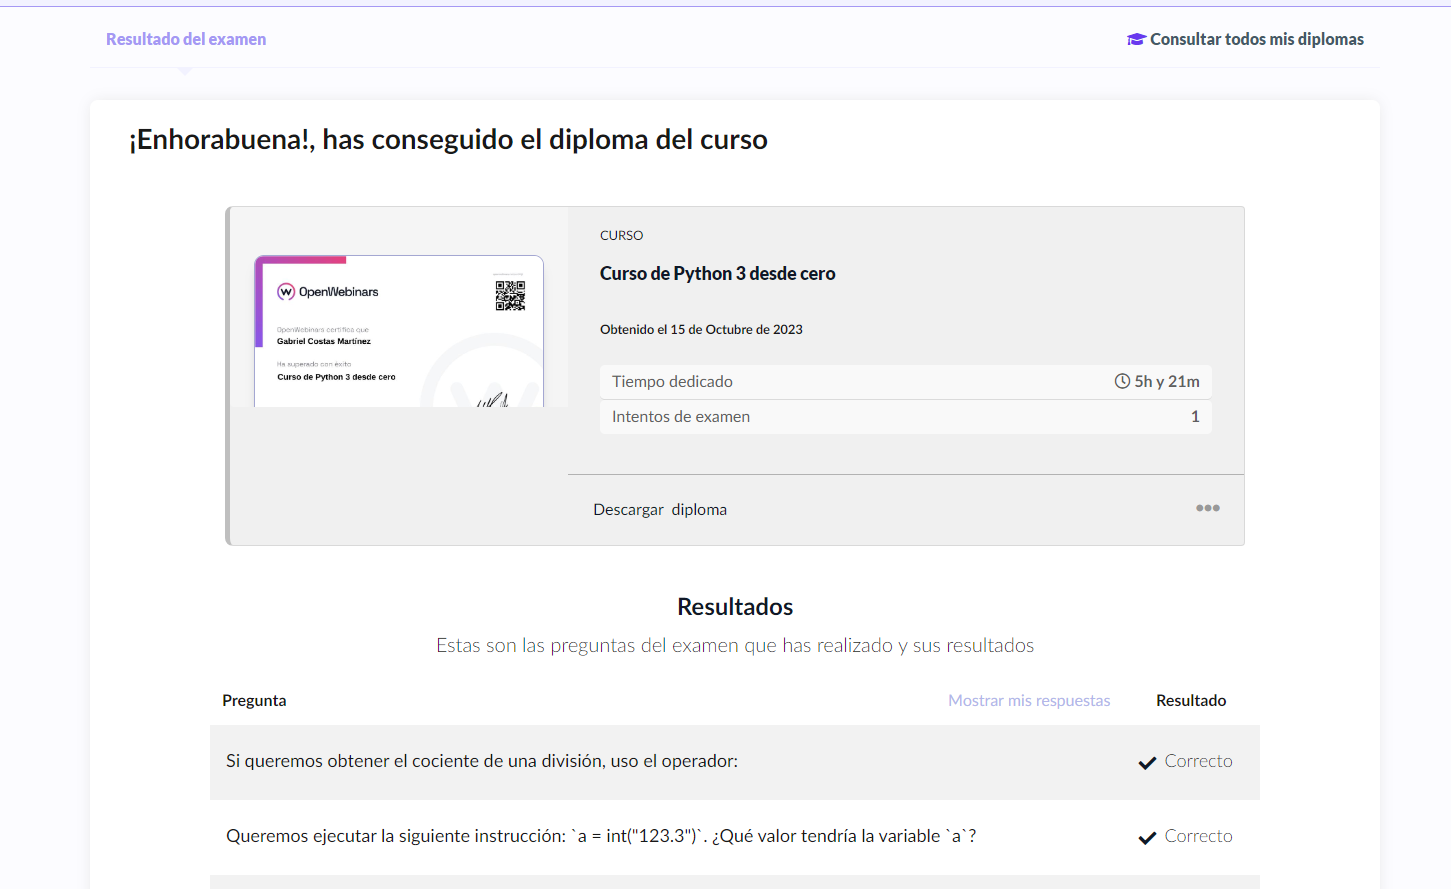 Resultado del examen
Consultar todos mis diplomas
¡Enhorabuena!, has conseguido el diploma del curso
OpenWebinars
OpenWebinars certifica que
Gabriel Costas Martínez
Ha superado con éxito
Curso de Python 3 desde cero
CURSO
Curso de Python 3 desde cero
Obtenido el 15 de Octubre de 2023
Tiempo dedicado 5h y 21m
Intentos de examen 1
Descargar diploma
Resultados
Estas son las preguntas del examen que has realizado y sus resultados
Pregunta Mostrar mis respuestas Resultado
Si queremos obtener el cociente de una división, uso el operador: Correcto
Queremos ejecutar la siguiente instrucción: `a = int("123.3")`. ¿Qué valor tendría la variable `a`? Correcto